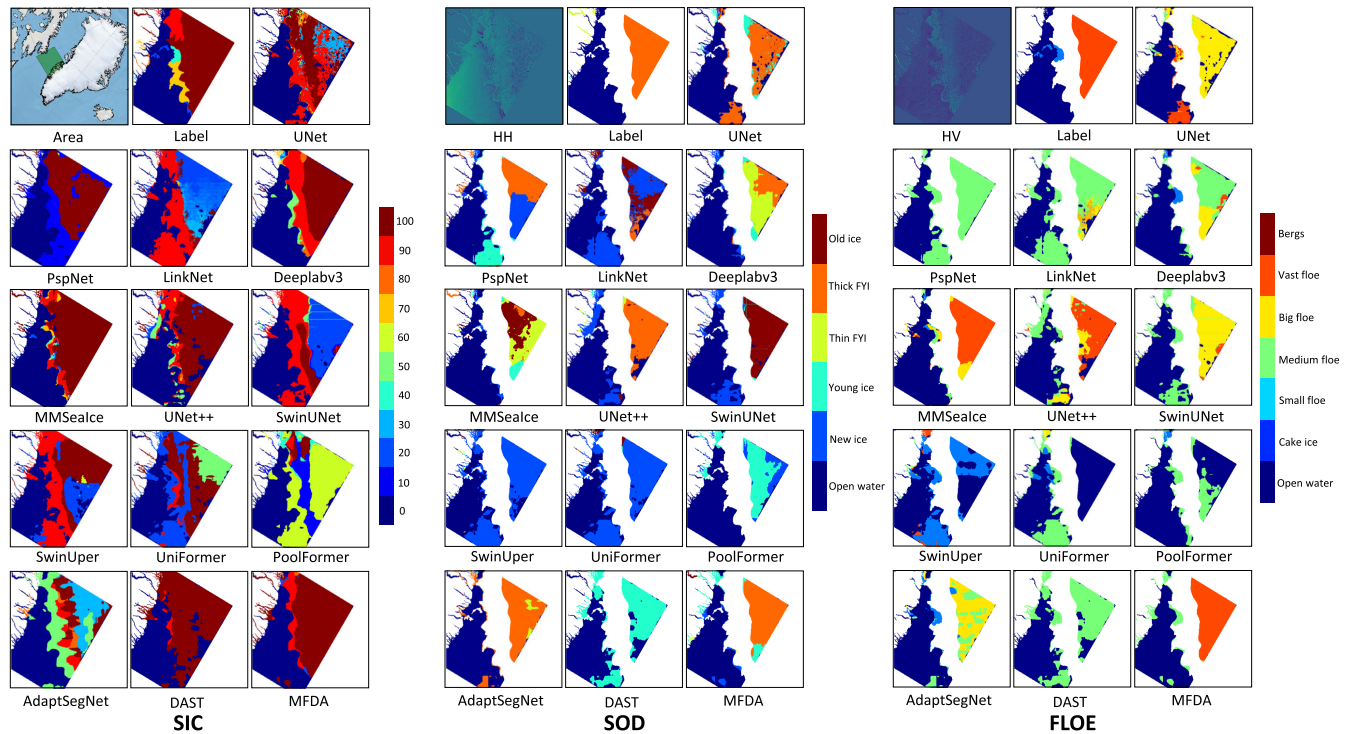 Area Label UNet HH Label UNet HV Label UNet
PspNet LinkNet Deeplabv3 PspNet LinkNet Deeplabv3 PspNet LinkNet Deeplabv3
100
90
80
70
60
50
40
30
20
10
0
Old ice
Thick FYI
Thin FYI
Young ice
New ice
Open water
Bergs
Vast floe
Big floe
Medium floe
Small floe
Cake ice
Open water
MMSeaIce UNet++ SwinUNet MMSeaIce UNet++ SwinUNet MMSeaIce UNet++ SwinUNet
SwinUper UniFormer PoolFormer SwinUper UniFormer PoolFormer SwinUper UniFormer PoolFormer
AdaptSegNet DAST MFDA AdaptSegNet DAST MFDA AdaptSegNet DAST MFDA
SIC SOD FLOE